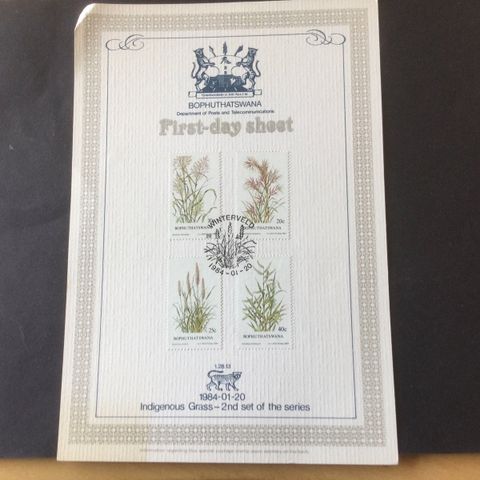 BOPHUTHATSWANA
Department of Posts and Telecommunications
First-day sheet
BOPHUTHATSWANA
20c
BOPHUTHATSWANA
WINTERVELD
1984-01-20
25c
BOPHUTHATSWANA
40c
BOPHUTHATSWANA
1.28.13
1984-01-20
Indigenous Grass – 2nd set of the series